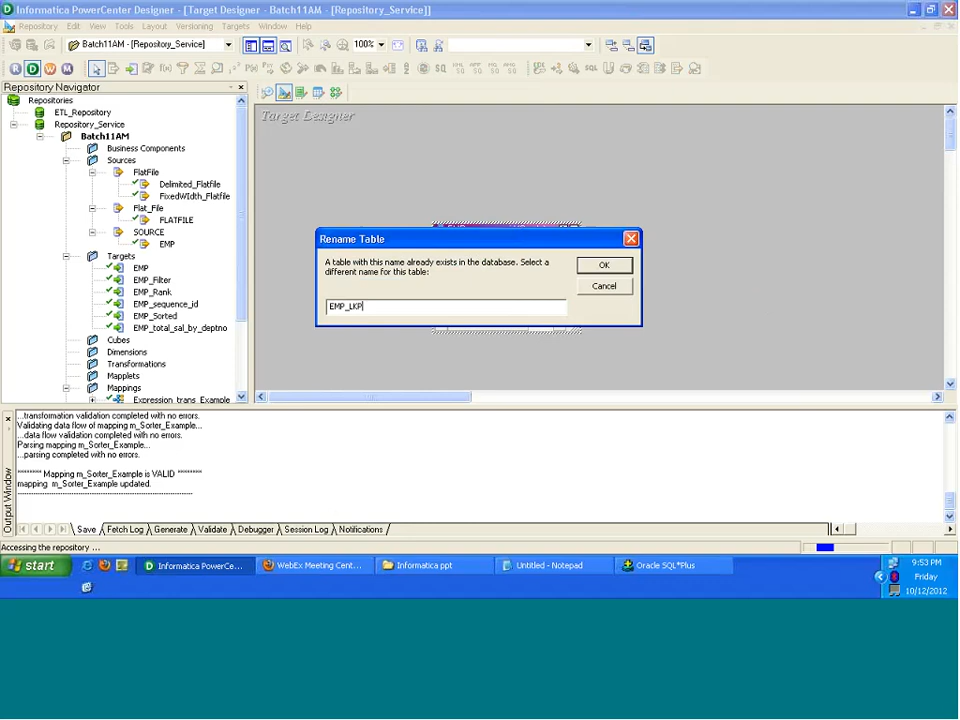 Informatica PowerCenter Designer - [Target Designer - Batch11AM - [Repository_Service]]
Repository Edit View Tools Layout Versioning Targets Window Help
Batch11AM - [Repository_Service] 100%
R D W M
Repository Navigator
Repositories
ETL_Repository
Repository_Service
Batch11AM
Business Components
Sources
FlatFile
Delimited_Flatfile
FixedWIdth_Flatfile
Flat_File
FLATFILE
SOURCE
EMP
Targets
EMP
EMP_Filter
EMP_Rank
EMP_sequence_id
EMP_Sorted
EMP_total_sal_by_deptno
Cubes
Dimensions
Transformations
Mapplets
Mappings
Expression_trans_Example
Target Designer
Rename Table
A table with this name already exists in the database. Select a
different name for this table:
EMP_LKP
OK
Cancel
...transformation validation completed with no errors.
Validating data flow of mapping m_Sorter_Example...
...data flow validation completed with no errors.
Parsing mapping m_Sorter_Example...
...parsing completed with no errors.
******** Mapping m_Sorter_Example is VALID ********
mapping m_Sorter_Example updated.
Output Window
Save Fetch Log Generate Validate Debugger Session Log Notifications
Accessing the repository ...
start
Informatica PowerCe...
WebEx Meeting Cent...
Informatica ppt
Untitled - Notepad
Oracle SQL*Plus
9:53 PM
Friday
10/12/2012